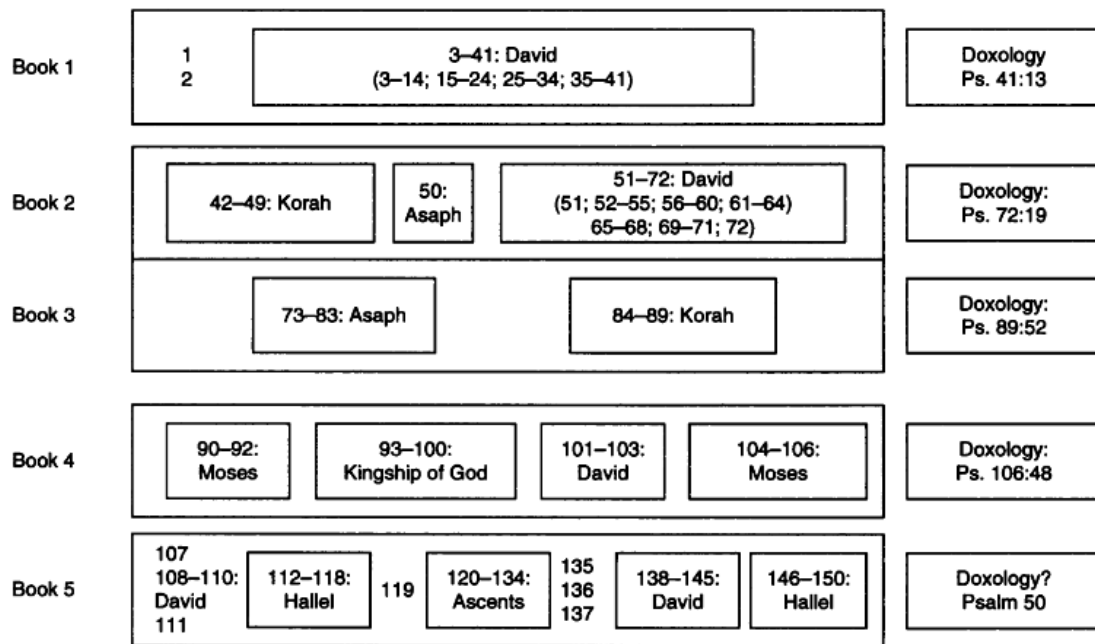 Book 1
1
2
3–41: David
(3–14; 15–24; 25–34; 35–41)
Doxology
Ps. 41:13
Book 2
42–49: Korah
50:
Asaph
51–72: David
(51; 52–55; 56–60; 61–64)
65–68; 69–71; 72)
Doxology:
Ps. 72:19
Book 3
73–83: Asaph
84–89: Korah
Doxology:
Ps. 89:52
Book 4
90–92:
Moses
93–100:
Kingship of God
101–103:
David
104–106:
Moses
Doxology:
Ps. 106:48
Book 5
107
108–110:
David
111
112–118:
Hallel
119
120–134:
Ascents
135
136
137
138–145:
David
146–150:
Hallel
Doxology?
Psalm 50